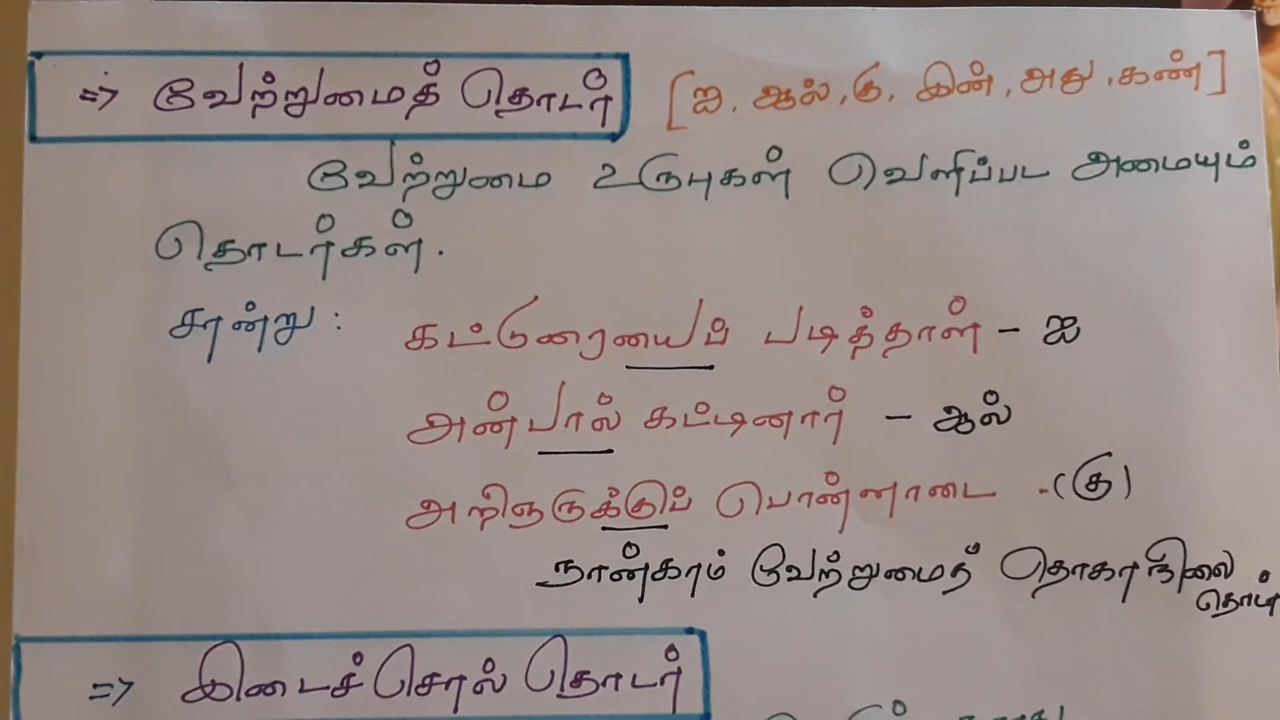 => வேற்றுமைத் தொடர் [ஐ, ஆல், கு, இன், அது, கண்]
வேற்றுமை உருபுகள் வெளிப்பட அமையும்
தொடர்கள்.
சான்று : கட்டுரையைப் படித்தாள் – ஐ
அன்பால் கட்டினார் – ஆல்
அறிஞருக்குப் பொன்னாடை - (கு)
நான்காம் வேற்றுமைத் தொகாநிலை
தொடர்
=> இடைச் சொல் தொடர்